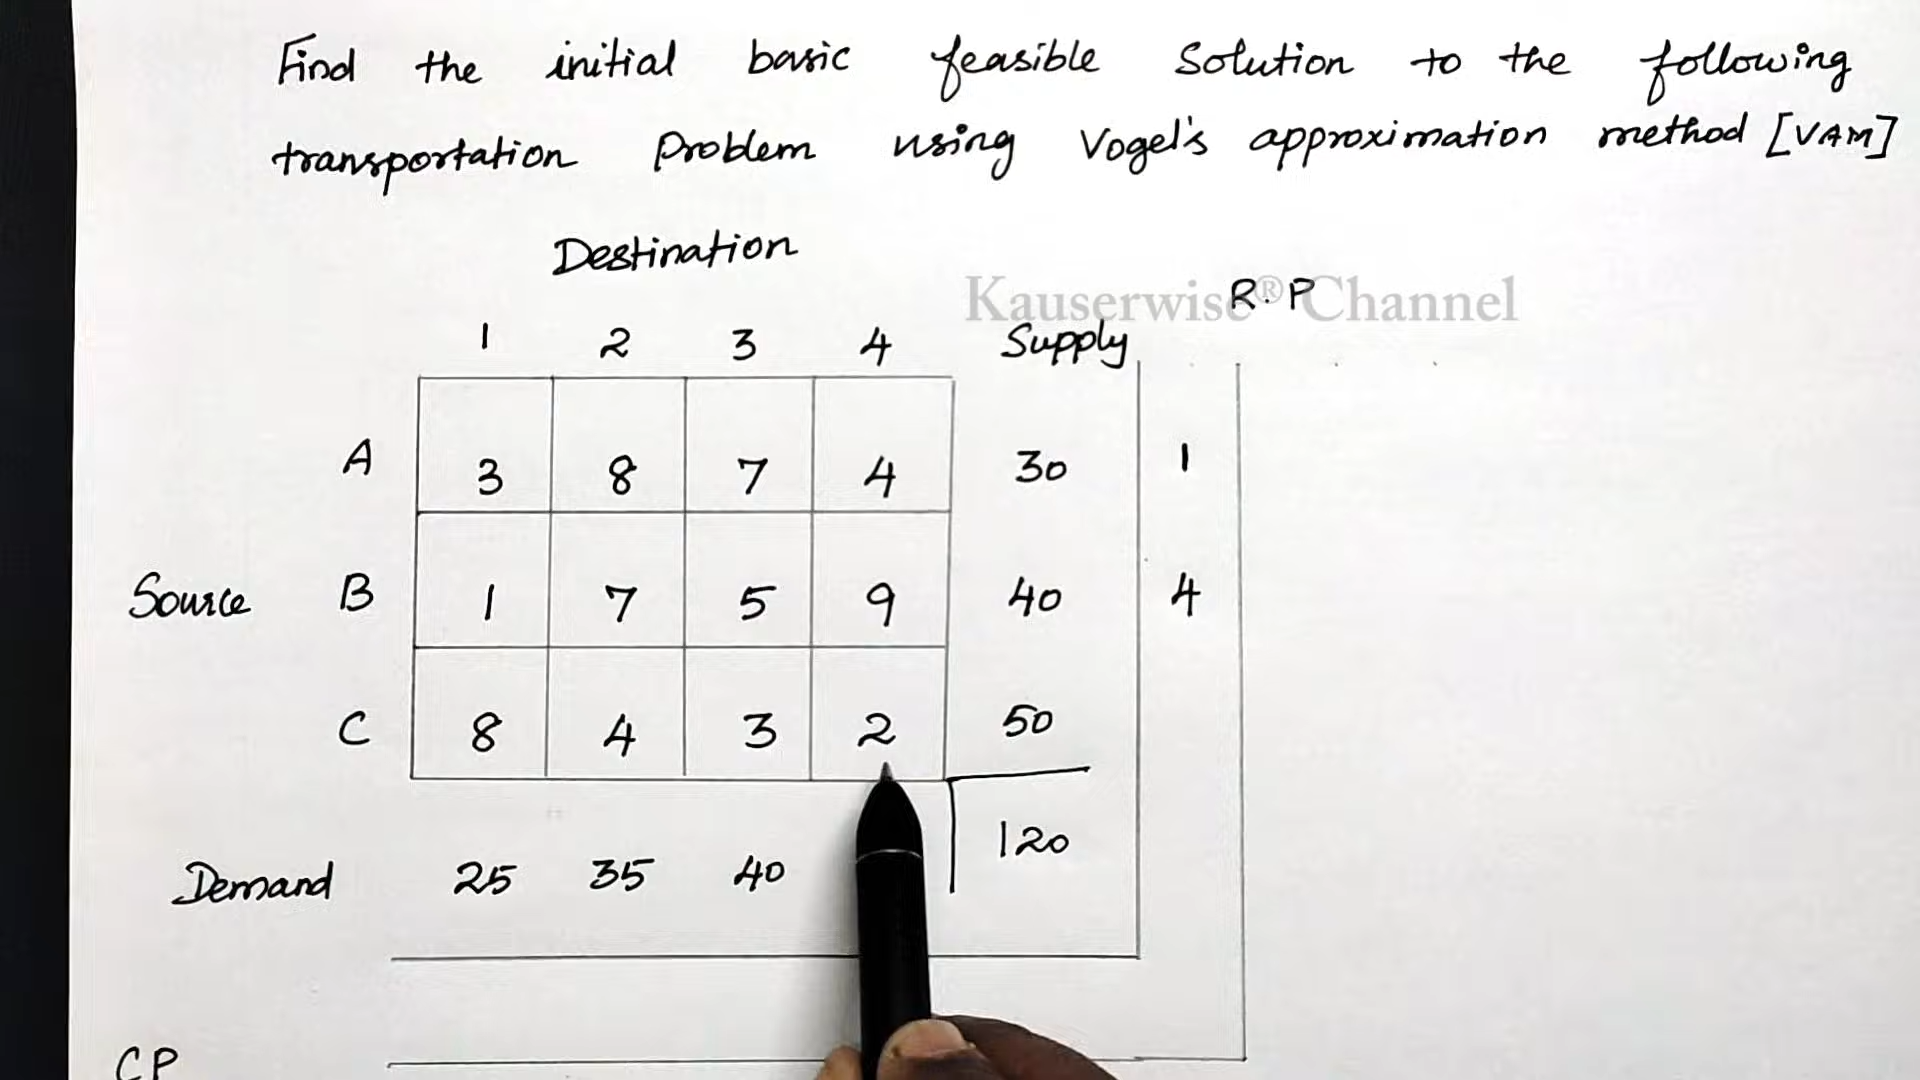 Find the initial basic feasible Solution to the following
transportation Problem using Vogel's approximation method [VAM]
Destination
Kauserwise® Channel
R.P
1 2 3 4 Supply
A 3 8 7 4 30 1
Source B 1 7 5 9 40 4
C 8 4 3 2 50
120
Demand 25 35 40
CP